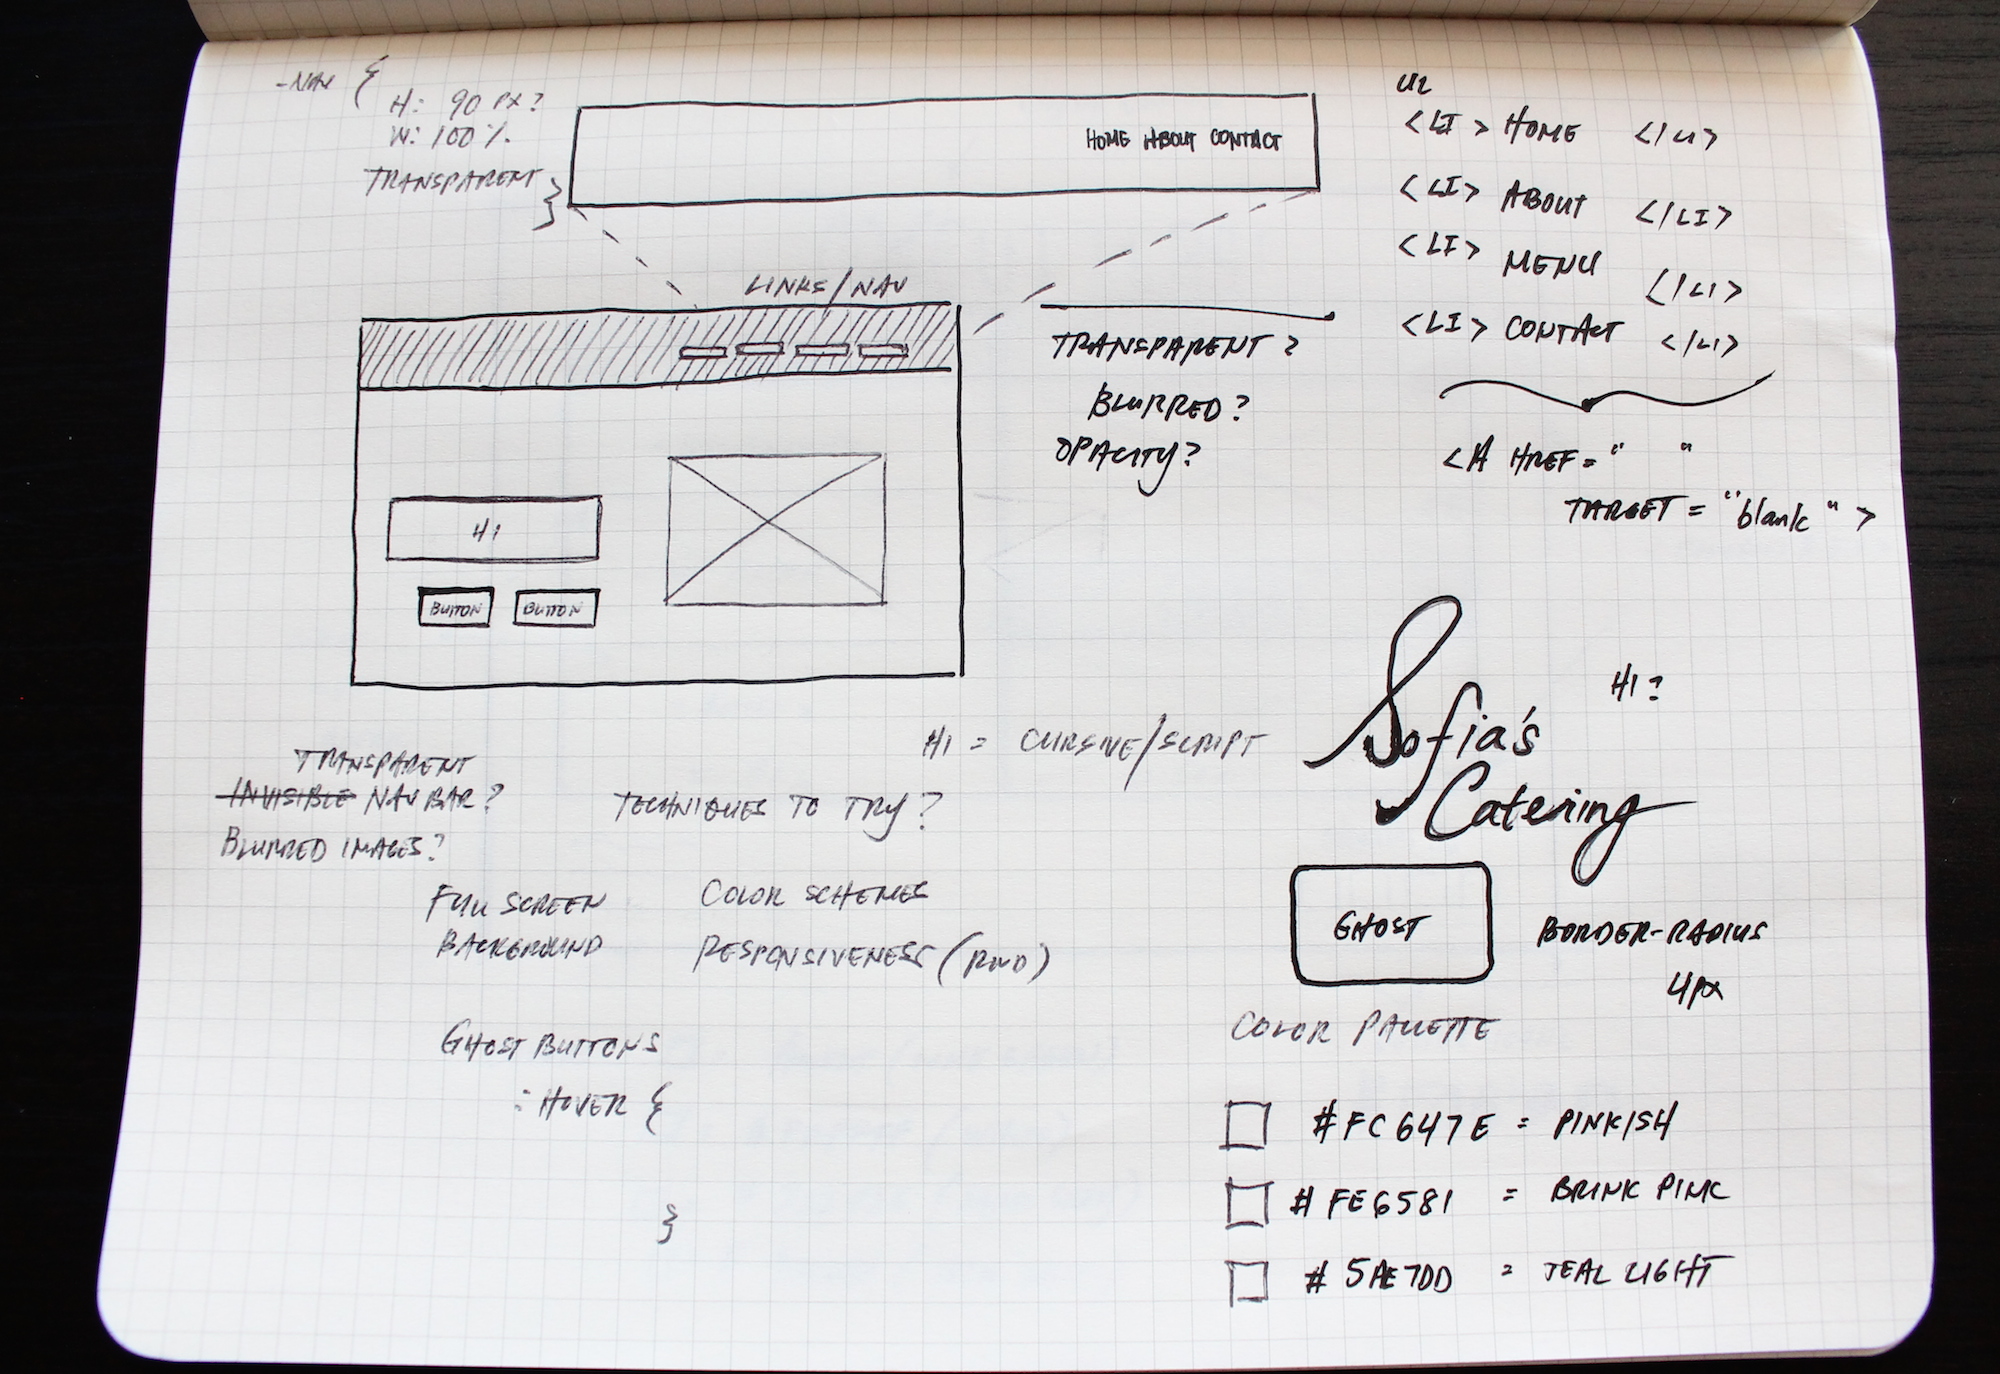 -NAV {
H: 90 PX?
W: 100%.
TRANSPARENT
}
HOME ABOUT CONTACT
LINKS/NAV
H1
BUTTON BUTTON
UL
<LI> HOME </LI>
<LI> ABOUT </LI>
<LI> MENU </LI>
<LI> CONTACT </LI>
TRANSPARENT?
BLURRED?
OPACITY?
<A HREF=" "
TARGET = "blank">
H1 = CURSIVE/SCRIPT
Sofia's
Catering
H1?
TRANSPARENT
INVISIBLE NAVBAR?
BLURRED IMAGES?
TECHNIQUES TO TRY?
FULL SCREEN
BACKGROUND
COLOR SCHEMES
RESPONSIVENESS (RWD)
GHOST BUTTONS
:HOVER {
}
GHOST
BORDER-RADIUS
4px
COLOR PALLETTE
#FC647E = PINKISH
#FE6581 = BRINK PINK
#5AE7DD = TEAL LIGHT